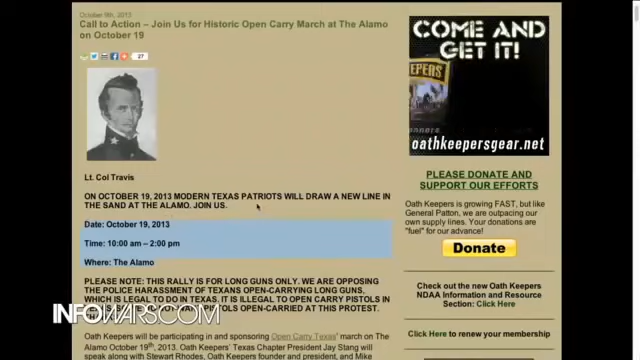 October 9th, 2013
Call to Action – Join Us for Historic Open Carry March at The Alamo
on October 19
27
Lt. Col Travis
ON OCTOBER 19, 2013 MODERN TEXAS PATRIOTS WILL DRAW A NEW LINE IN
THE SAND AT THE ALAMO. JOIN US.
Date: October 19, 2013
Time: 10:00 am – 2:00 pm
Where: The Alamo
PLEASE NOTE: THIS RALLY IS FOR LONG GUNS ONLY. WE ARE OPPOSING
THE POLICE HARASSMENT OF TEXANS OPEN-CARRYING LONG GUNS,
WHICH IS LEGAL TO DO IN TEXAS. IT IS ILLEGAL TO OPEN CARRY PISTOLS IN
PISTOLS OPEN-CARRIED AT THIS PROTEST.
Oath Keepers will be participating in and sponsoring Open Carry Texas' march on The
Alamo October 19th, 2013. Oath Keepers' Texas Chapter President Jay Stang will
speak along with Stewart Rhodes, Oath Keepers founder and president, and Mike
COME AND
GET IT!
EPERS
oathkeepersgear.net
PLEASE DONATE AND
SUPPORT OUR EFFORTS
Oath Keepers is growing FAST, but like
General Patton, we are outpacing our
own supply lines. Your donations are
"fuel" for our advance!
Donate
Check out the new Oath Keepers
NDAA Information and Resource
Section: Click Here
Click Here to renew your membership
INFOWARS.COM